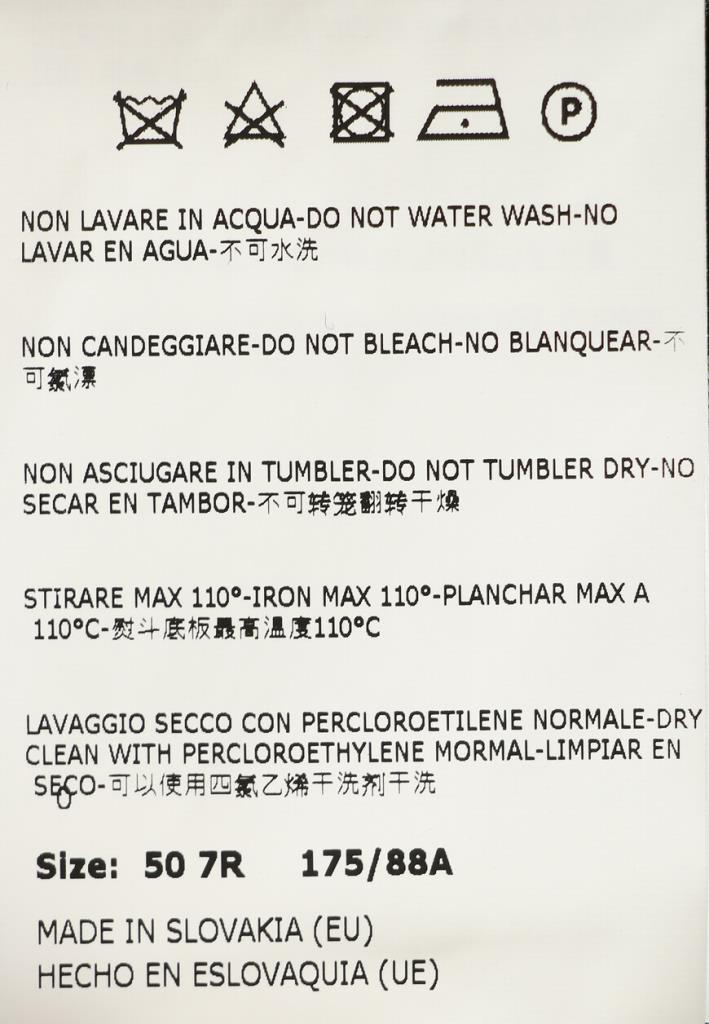 P
NON LAVARE IN ACQUA-DO NOT WATER WASH-NO
LAVAR EN AGUA-不可水洗
NON CANDEGGIARE-DO NOT BLEACH-NO BLANQUEAR-不
可氯漂
NON ASCIUGARE IN TUMBLER-DO NOT TUMBLER DRY-NO
SECAR EN TAMBOR-不可转笼翻转干燥
STIRARE MAX 110°-IRON MAX 110°-PLANCHAR MAX A
110°C-熨斗底板最高温度110°C
LAVAGGIO SECCO CON PERCLOROETILENE NORMALE-DRY
CLEAN WITH PERCLOROETHYLENE MORMAL-LIMPIAR EN
SECO-可以使用四氯乙烯干洗剂干洗
Size: 50 7R 175/88A
MADE IN SLOVAKIA (EU)
HECHO EN ESLOVAQUIA (UE)